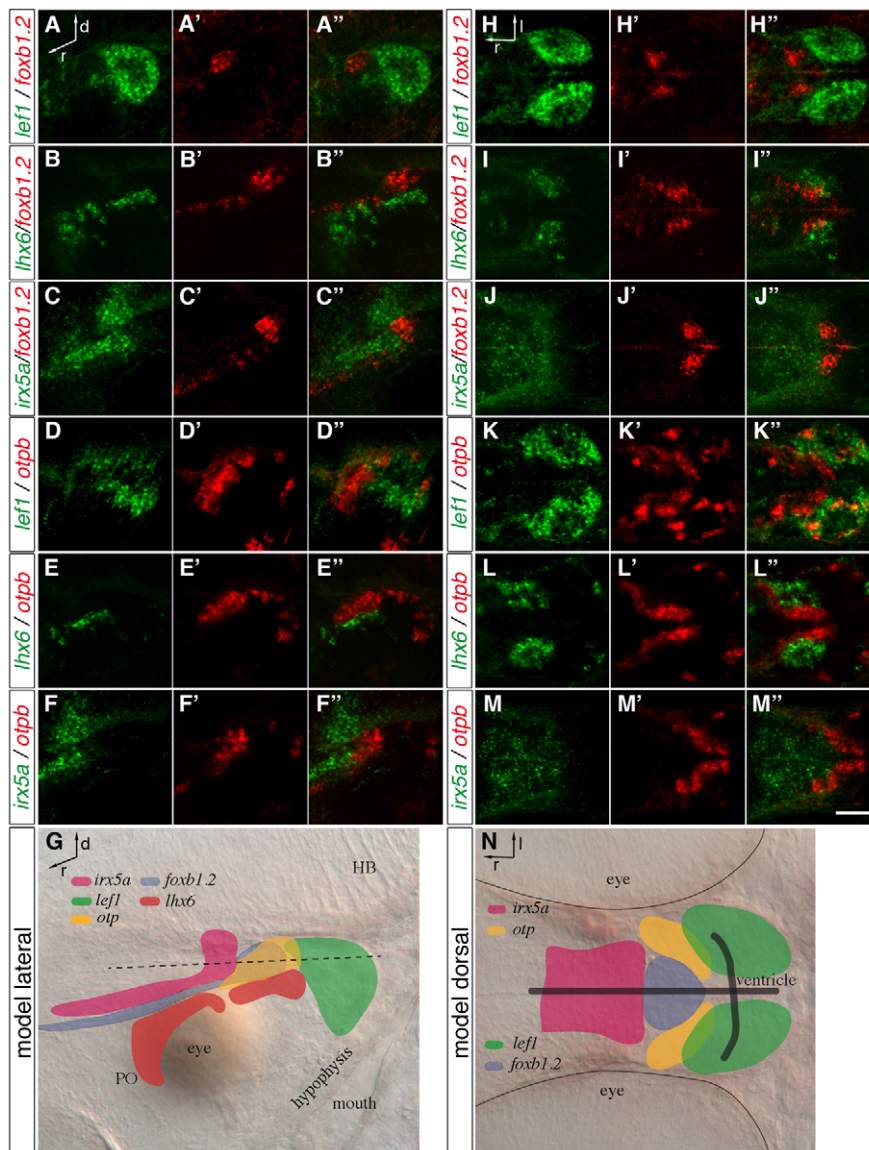 lef1 / foxb1.2
A
d
r
A'
A"
lef1 / foxb1.2
H
l
r
H'
H"
lhx6/foxb1.2
B
B'
B"
lhx6/foxb1.2
I
I'
I"
irx5a/foxb1.2
C
C'
C"
irx5a/foxb1.2
J
J'
J"
lef1 / otpb
D
D'
D"
lef1 / otpb
K
K'
K"
lhx6 / otpb
E
E'
E"
lhx6 / otpb
L
L'
L"
irx5a / otpb
F
F'
F"
irx5a / otpb
M
M'
M"
model lateral
G
d
r
HB
irx5a
foxb1.2
lef1
lhx6
otp
eye
PO
hypophysis
mouth
model dorsal
N
l
r
eye
irx5a
otp
ventricle
lef1
foxb1.2
eye